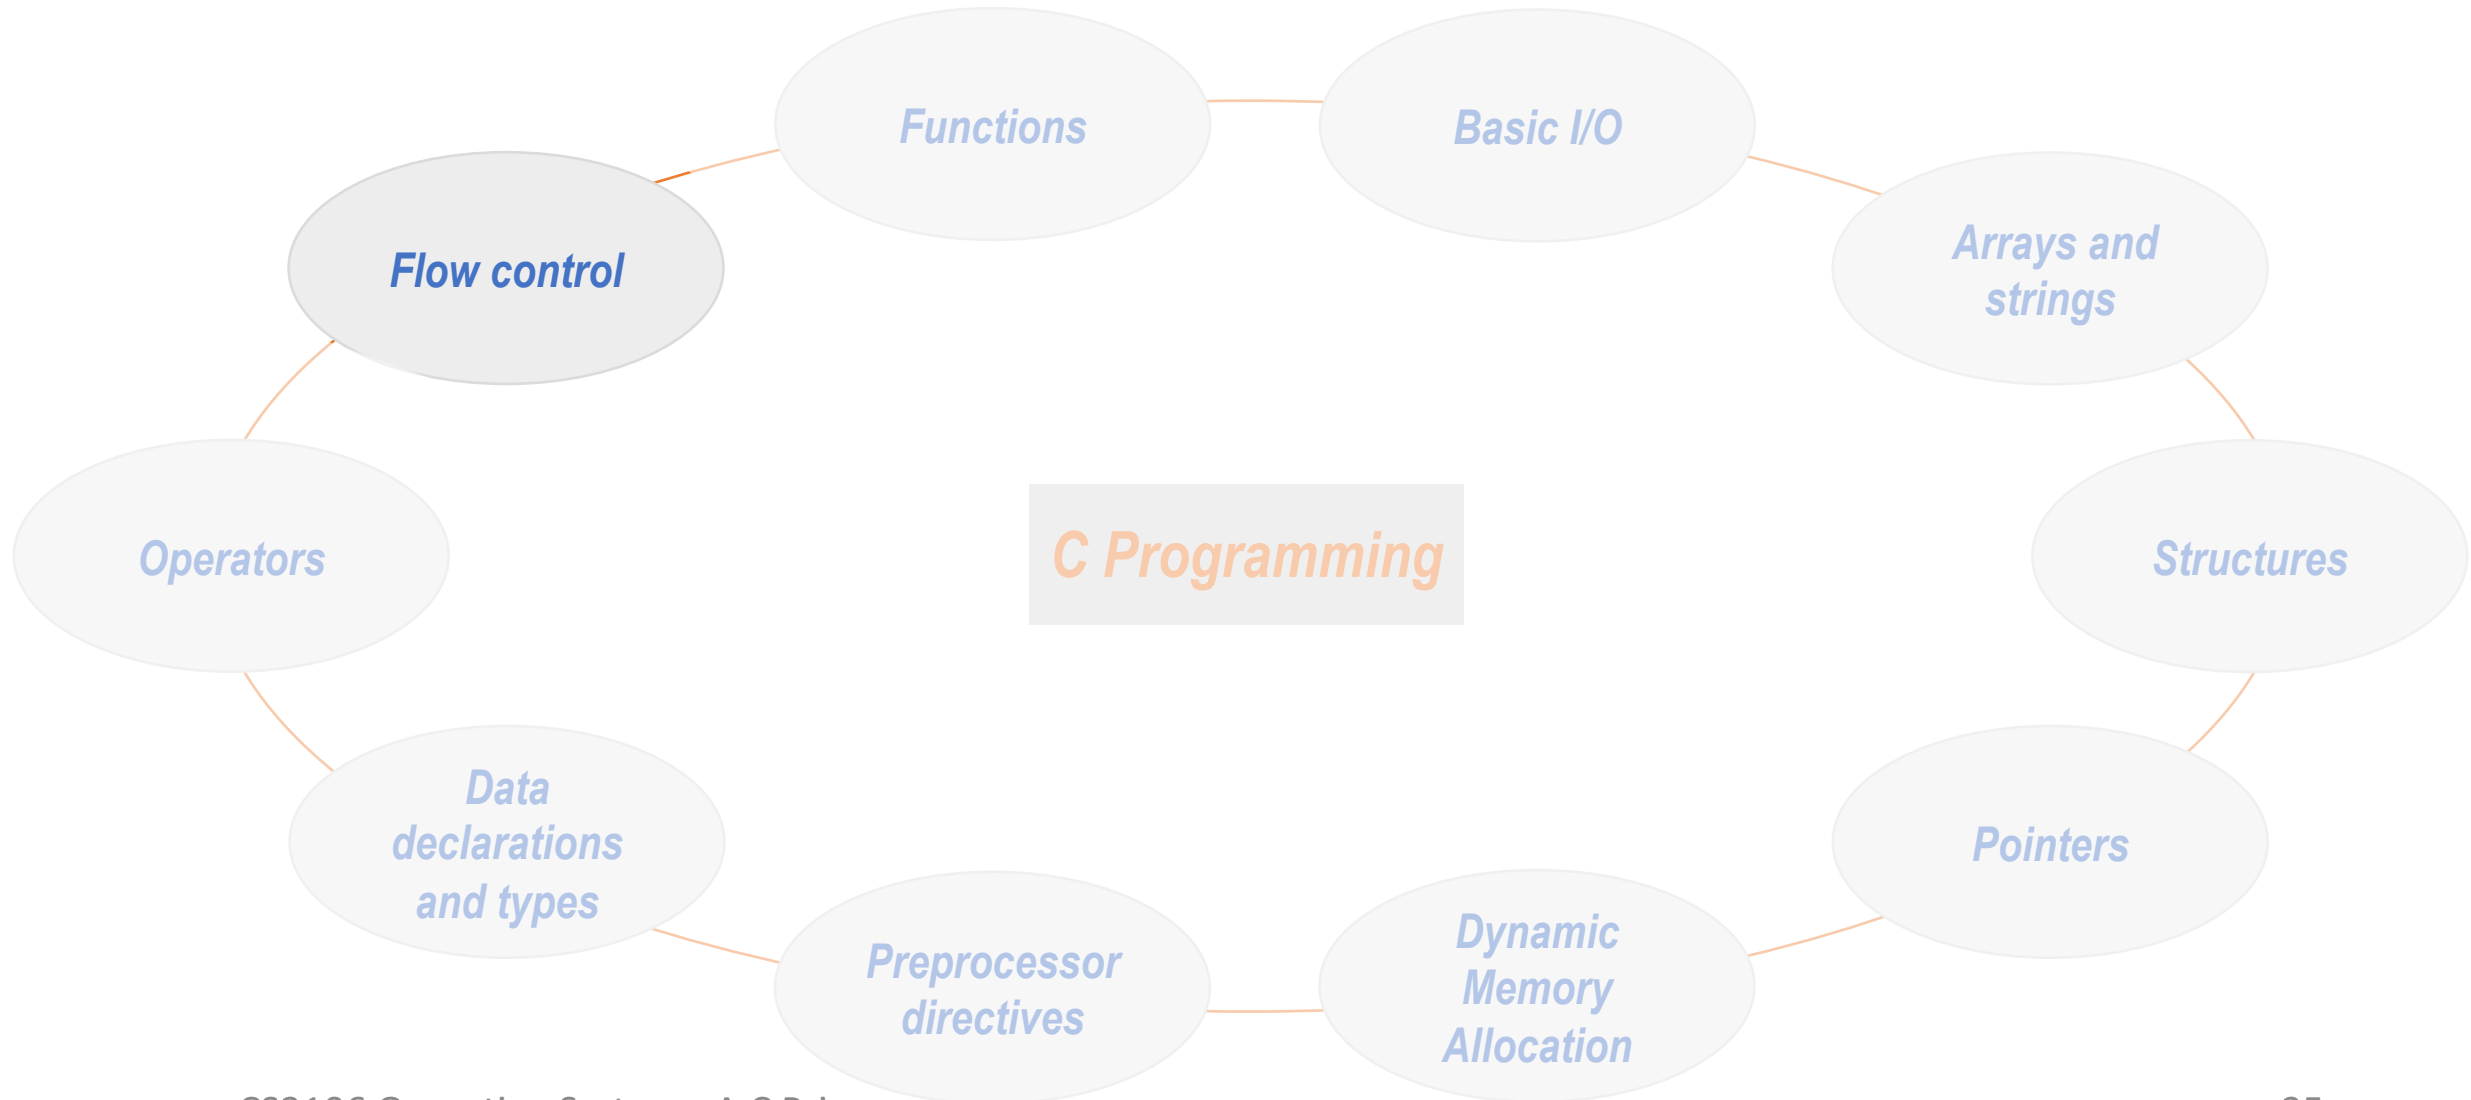 Functions
Basic I/O
Flow control
Arrays and
strings
Operators
C Programming
Structures
Data
declarations
and types
Pointers
Preprocessor
directives
Dynamic
Memory
Allocation